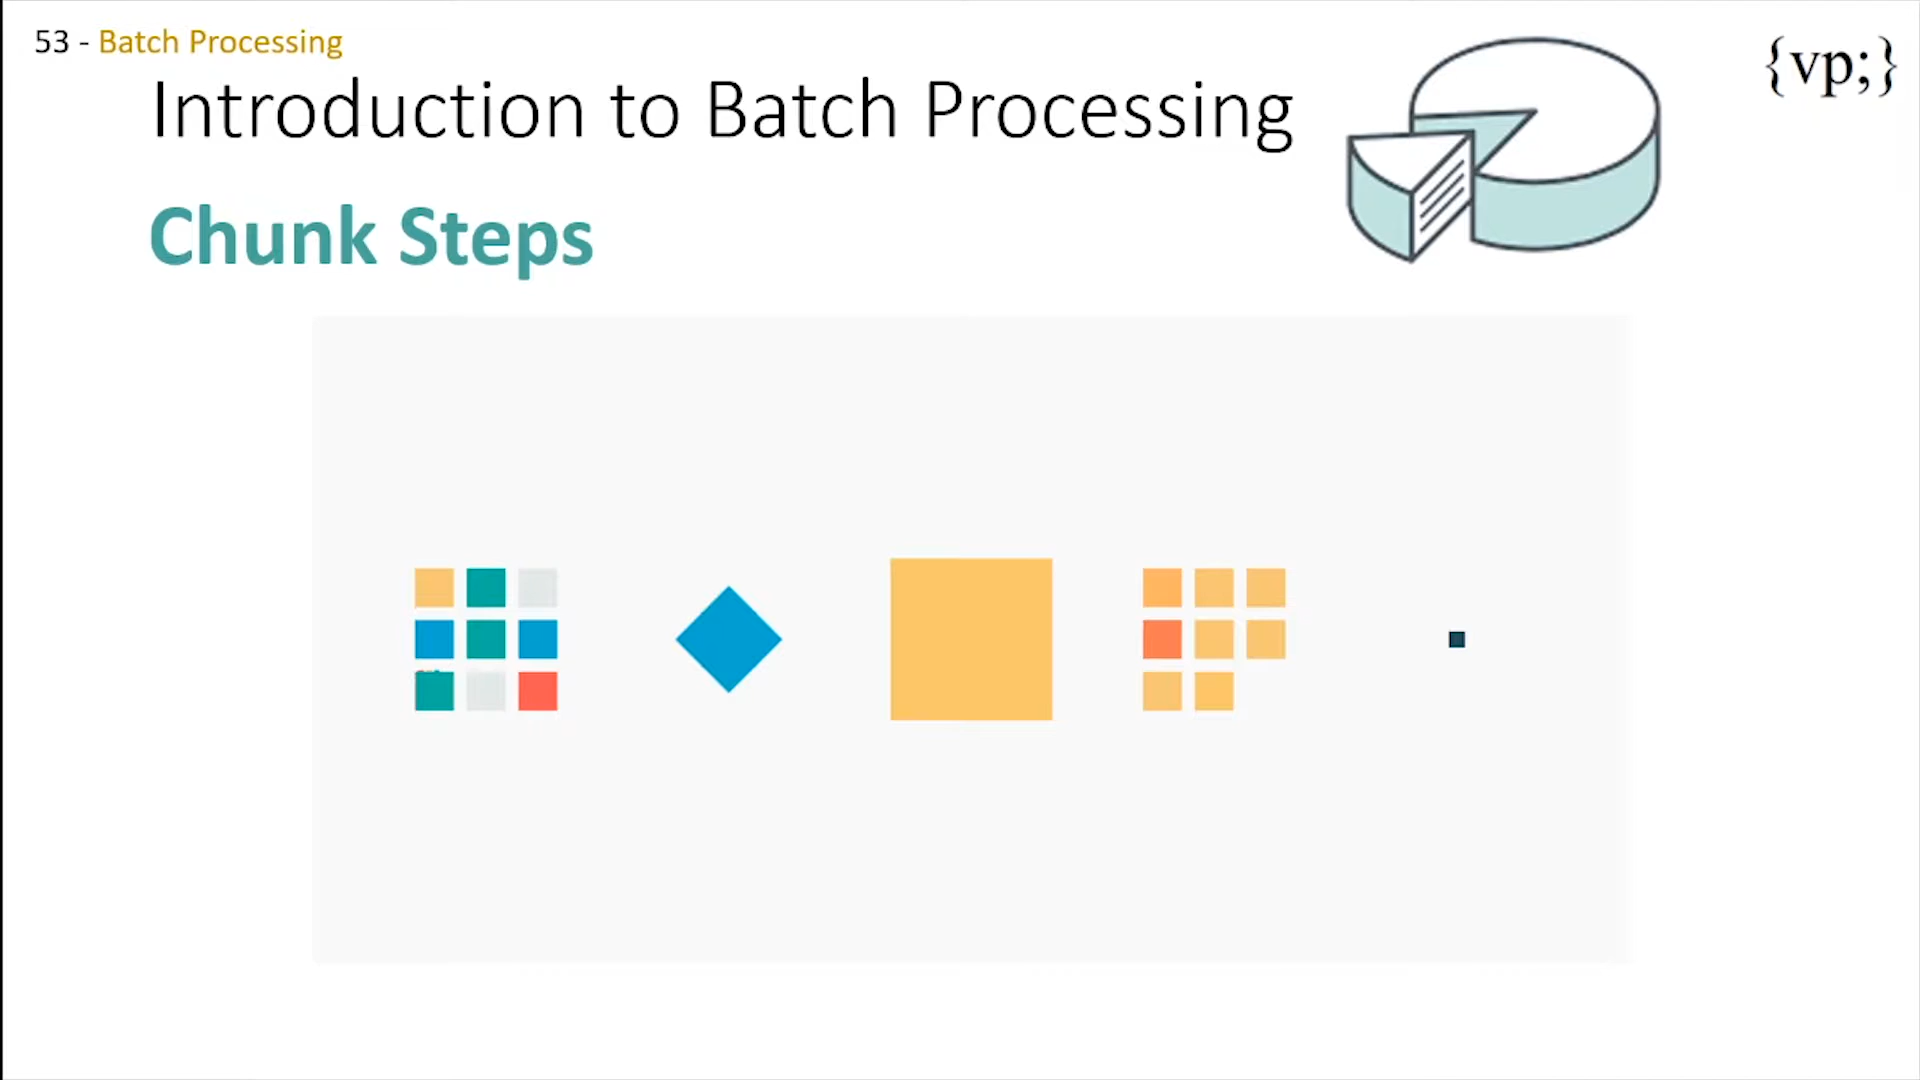 53 - Batch Processing
{vp;}
Introduction to Batch Processing
Chunk Steps